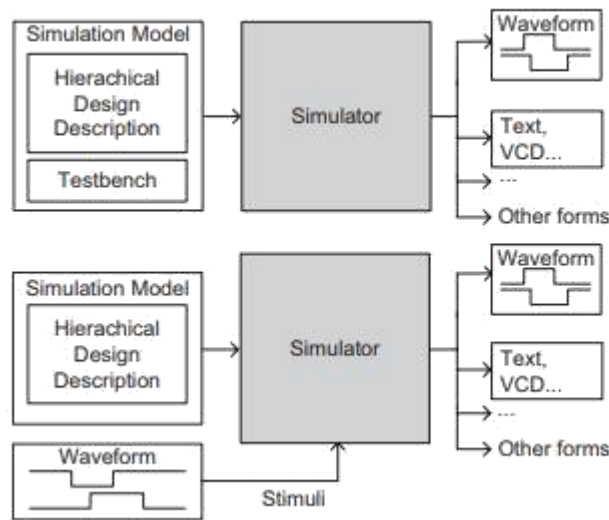 Simulation Model
Hierachical
Design
Description
Testbench
Simulator
Waveform
Text,
VCD...
...
Other forms
Simulation Model
Hierachical
Design
Description
Waveform
Stimuli
Simulator
Waveform
Text,
VCD...
...
Other forms